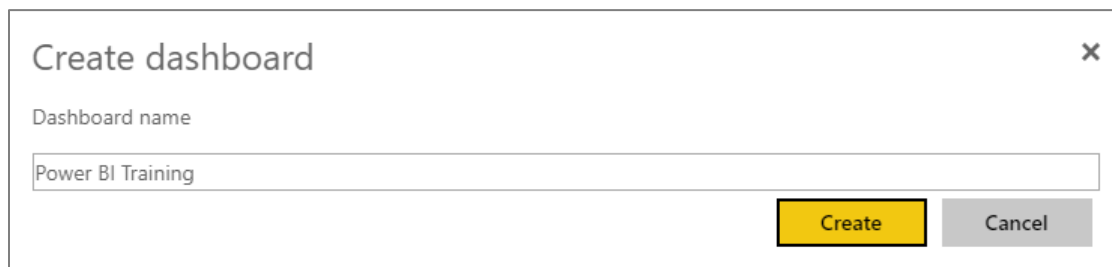 Create dashboard
Dashboard name
Power BI Training
Create Cancel